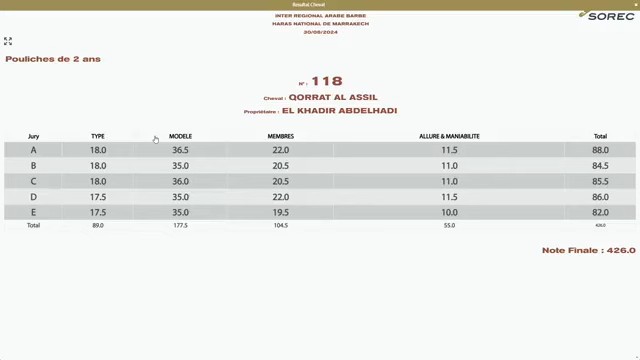 Resultat Cheval
INTER REGIONAL ARABE BARBE
HARAS NATIONAL DE MARRAKECH
30/08/2024
SOREC
Pouliches de 2 ans
N° : 118
Cheval : QORRAT AL ASSIL
Propriétaire : EL KHADIR ABDELHADI
Jury TYPE MODELE MEMBRES ALLURE & MANIABILITE Total
A 18.0 36.5 22.0 11.5 88.0
B 18.0 35.0 20.5 11.0 84.5
C 18.0 36.0 20.5 11.0 85.5
D 17.5 35.0 22.0 11.5 86.0
E 17.5 35.0 19.5 10.0 82.0
Total 89.0 177.5 104.5 55.0 426.0
Note Finale : 426.0